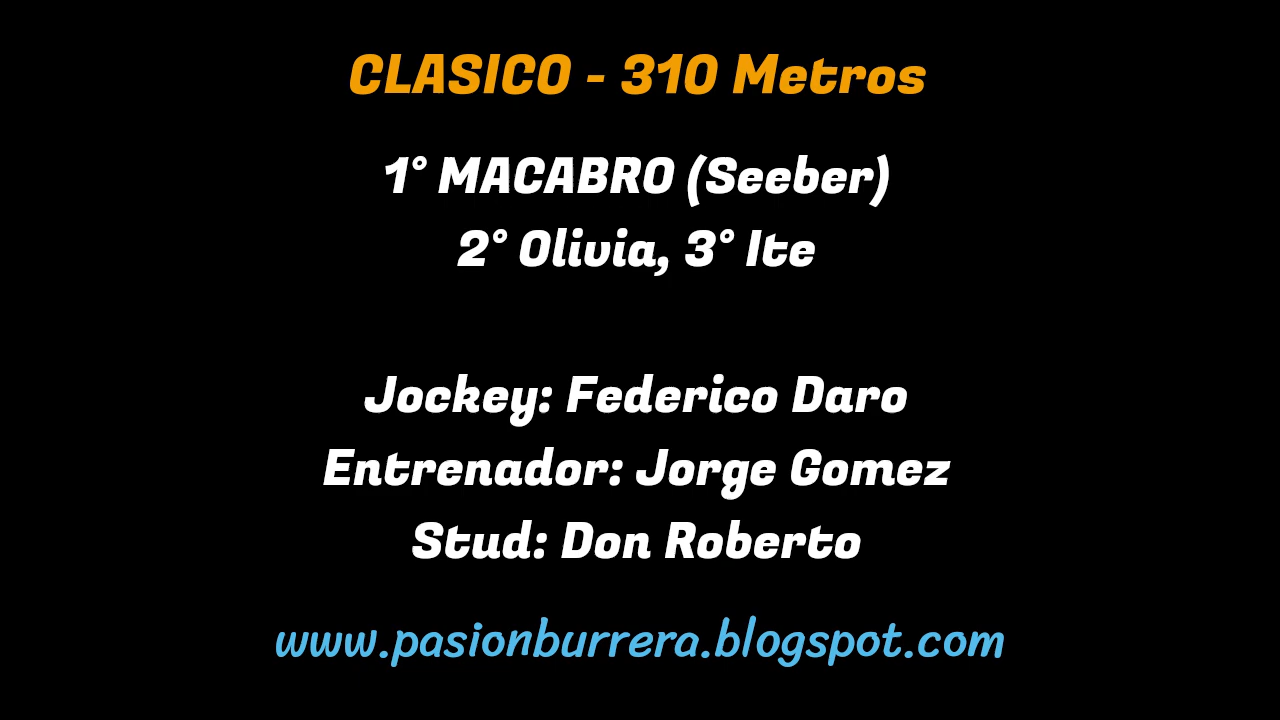 CLASICO - 310 Metros
1° MACABRO (Seeber)
2° Olivia, 3° Ite
Jockey: Federico Daro
Entrenador: Jorge Gomez
Stud: Don Roberto
www.pasionburrera.blogspot.com